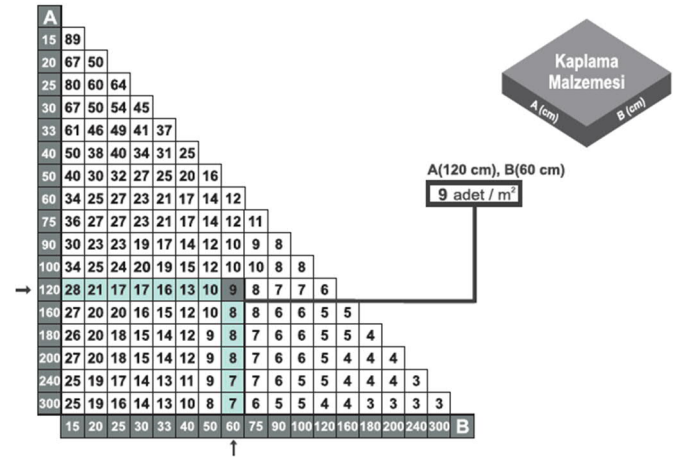 A
15 89
20 67 50
25 80 60 64
30 67 50 54 45
33 61 46 49 41 37
40 50 38 40 34 31 25
50 40 30 32 27 25 20 16
60 34 25 27 23 21 17 14 12
75 36 27 27 23 21 17 14 12 11
90 30 23 23 19 17 14 12 10 9 8
100 34 25 24 20 19 15 12 10 10 8 8
120 28 21 17 17 16 13 10 9 8 7 7 6
160 27 20 20 16 15 12 10 8 8 6 6 5 5
180 26 20 18 15 14 12 9 8 7 6 6 5 5 4
200 27 20 18 15 14 12 9 8 7 6 6 5 4 4 4
240 25 19 17 14 13 11 9 7 7 6 5 5 4 4 4 3
300 25 19 16 14 13 10 8 7 6 5 5 4 4 3 3 3 3
15 20 25 30 33 40 50 60 75 90 100 120 160 180 200 240 300 B
Kaplama
Malzemesi
A (cm) B (cm)
A(120 cm), B(60 cm)
9 adet / m²